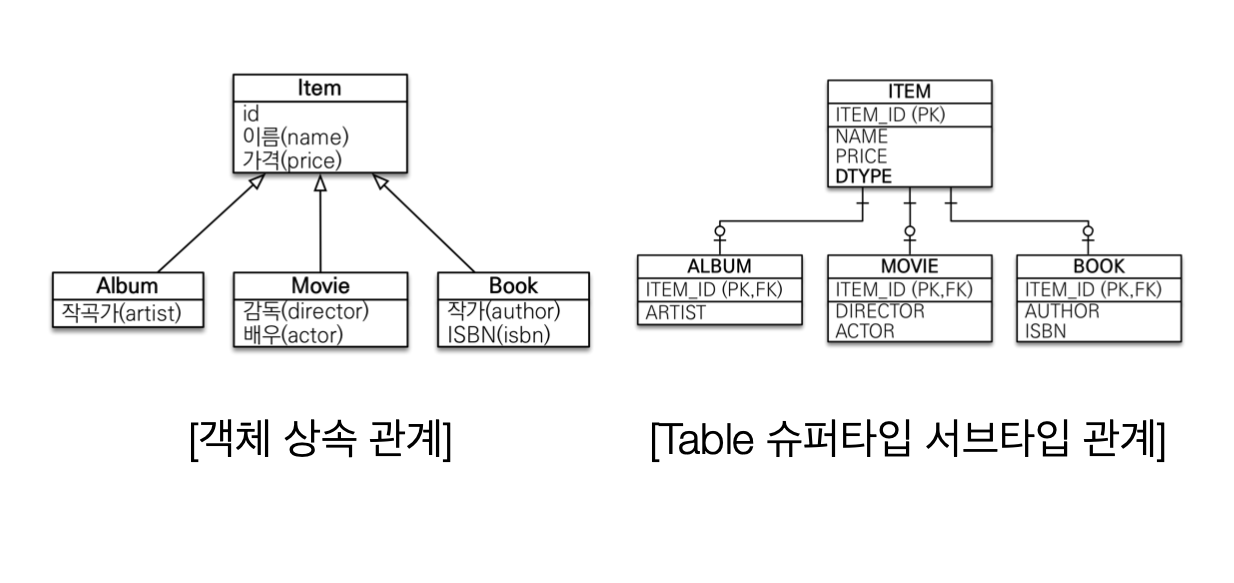 Item
id
이름(name)
가격(price)
Album
작곡가(artist)
Movie
감독(director)
배우(actor)
Book
작가(author)
ISBN(isbn)
[객체 상속 관계]
ITEM
ITEM_ID (PK)
NAME
PRICE
DTYPE
ALBUM
ITEM_ID (PK,FK)
ARTIST
MOVIE
ITEM_ID (PK,FK)
DIRECTOR
ACTOR
BOOK
ITEM_ID (PK,FK)
AUTHOR
ISBN
[Table 슈퍼타입 서브타입 관계]